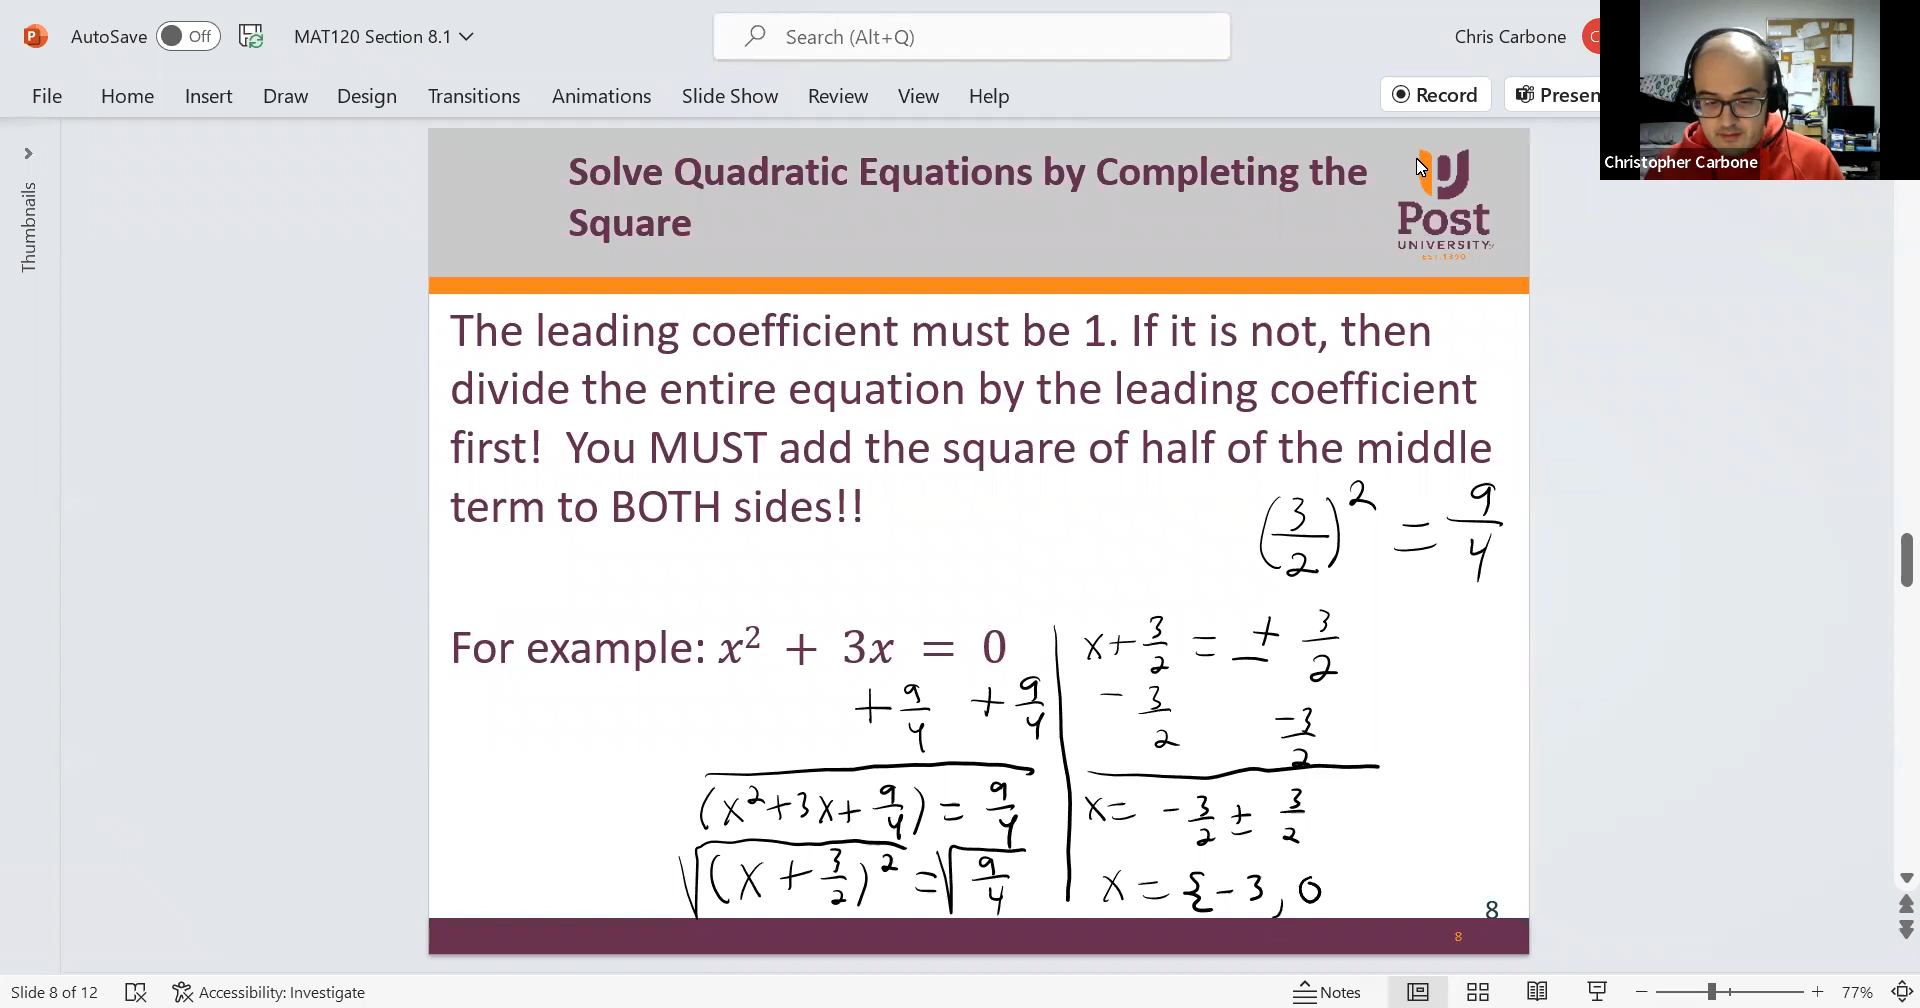 AutoSave Off MAT120 Section 8.1 Search (Alt+Q) Chris Carbone
File Home Insert Draw Design Transitions Animations Slide Show Review View Help Record
Christopher Carbone
Thumbnails
Solve Quadratic Equations by Completing the
Square
Post
UNIVERSITY
EST.1890
The leading coefficient must be 1. If it is not, then
divide the entire equation by the leading coefficient
first! You MUST add the square of half of the middle
term to BOTH sides!!
(3/2)² = 9/4
For example: x² + 3x = 0
+ 9/4 + 9/4
(x² + 3x + 9/4) = 9/4
√(x + 3/2)² = √9/4
x + 3/2 = ± 3/2
- 3/2 -3/2
x = - 3/2 ± 3/2
x = {-3, 0
8
8
Slide 8 of 12 Accessibility: Investigate Notes 77%